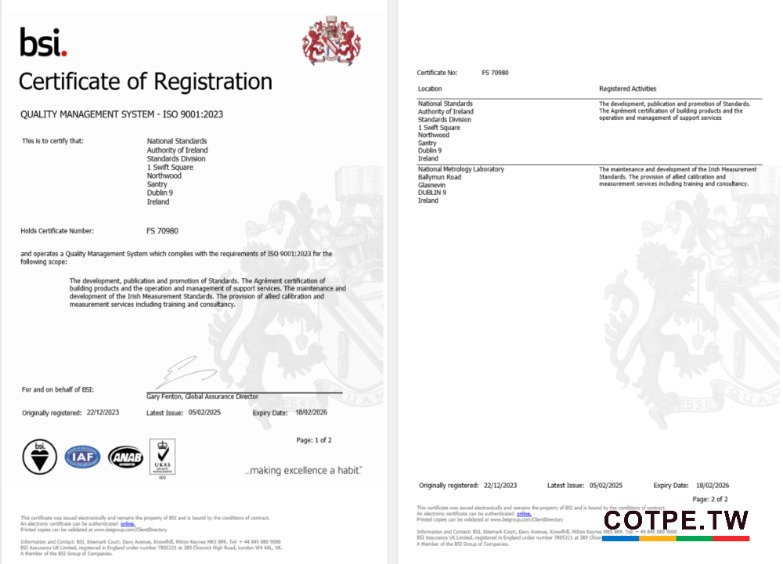 bsi.
Certificate of Registration
QUALITY MANAGEMENT SYSTEM - ISO 9001:2023
This is to certify that:
National Standards
Authority of Ireland
Standards Division
1 Swift Square
Northwood
Santry
Dublin 9
Ireland
Holds Certificate Number:
FS 70980
and operates a Quality Management System which complies with the requirements of ISO 9001:2023 for the
following scope:
The development, publication and promotion of Standards. The Agrément certification of
building products and the operation and management of support services. The maintenance and
development of the Irish Measurement Standards. The provision of allied calibration and
measurement services including training and consultancy.
For and on behalf of BSI:
Gary Fenton, Global Assurance Director
Originally registered: 22/12/2023
Latest Issue: 05/02/2025
Expiry Date: 18/02/2026
Page: 1 of 2
bsi.
IAF
ANAB
UKAS
...making excellence a habit.™
This certificate was issued electronically and remains the property of BSI and is bound by the conditions of contract.
An electronic certificate can be authenticated online.
Printed copies can be validated at www.bsigroup.com/ClientDirectory
Information and Contact: BSI, Kitemark Court, Davy Avenue, Knowlhill, Milton Keynes MK5 8PP. Tel: + 44 845 080 9000
BSI Assurance UK Limited, registered in England under number 7805321 at 389 Chiswick High Road, London W4 4AL, UK.
A Member of the BSI Group of Companies.
Certificate No:
FS 70980
Location
Registered Activities
National Standards
Authority of Ireland
Standards Division
1 Swift Square
Northwood
Santry
Dublin 9
Ireland
The development, publication and promotion of Standards.
The Agrément certification of building products and the
operation and management of support services
National Metrology Laboratory
Ballymun Road
Glasnevin
DUBLIN 9
Ireland
The maintenance and development of the Irish Measurement
Standards. The provision of allied calibration and
measurement services including training and consultancy.
Originally registered: 22/12/2023
Latest Issue: 05/02/2025
Expiry Date: 18/02/2026
Page: 2 of 2
This certificate was issued electronically and remains the property of BSI and is bound by the conditions of contract.
An electronic certificate can be authenticated online.
Printed copies can be validated at www.bsigroup.com/ClientDirectory
Information and Contact: BSI, Kitemark Court, Davy Avenue, Knowlhill, Milton Keynes
BSI Assurance UK Limited, registered in England under number 7805321 at 389 Chisw
A Member of the BSI Group of Companies.
COTPE.TW